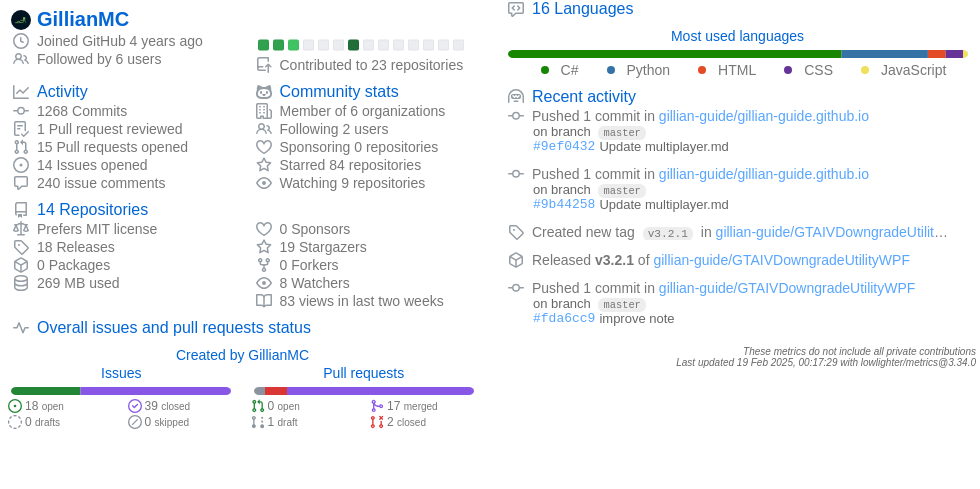 GillianMC
Joined GitHub 4 years ago
Followed by 6 users
Contributed to 23 repositories
Activity
1268 Commits
1 Pull request reviewed
15 Pull requests opened
14 Issues opened
240 issue comments
Community stats
Member of 6 organizations
Following 2 users
Sponsoring 0 repositories
Starred 84 repositories
Watching 9 repositories
14 Repositories
Prefers MIT license
18 Releases
0 Packages
269 MB used
0 Sponsors
19 Stargazers
0 Forkers
8 Watchers
83 views in last two weeks
Overall issues and pull requests status
Created by GillianMC
Issues
18 open
39 closed
0 drafts
0 skipped
Pull requests
0 open
17 merged
1 draft
2 closed
16 Languages
Most used languages
C# Python HTML CSS JavaScript
Recent activity
Pushed 1 commit in gillian-guide/gillian-guide.github.io
on branch master
#9ef0432 Update multiplayer.md
Pushed 1 commit in gillian-guide/gillian-guide.github.io
on branch master
#9b44258 Update multiplayer.md
Created new tag v3.2.1 in gillian-guide/GTAIVDowngradeUtilit…
Released v3.2.1 of gillian-guide/GTAIVDowngradeUtilityWPF
Pushed 1 commit in gillian-guide/GTAIVDowngradeUtilityWPF
on branch master
#fda6cc9 improve note
These metrics do not include all private contributions
Last updated 19 Feb 2025, 00:17:29 with lowlighter/metrics@3.34.0